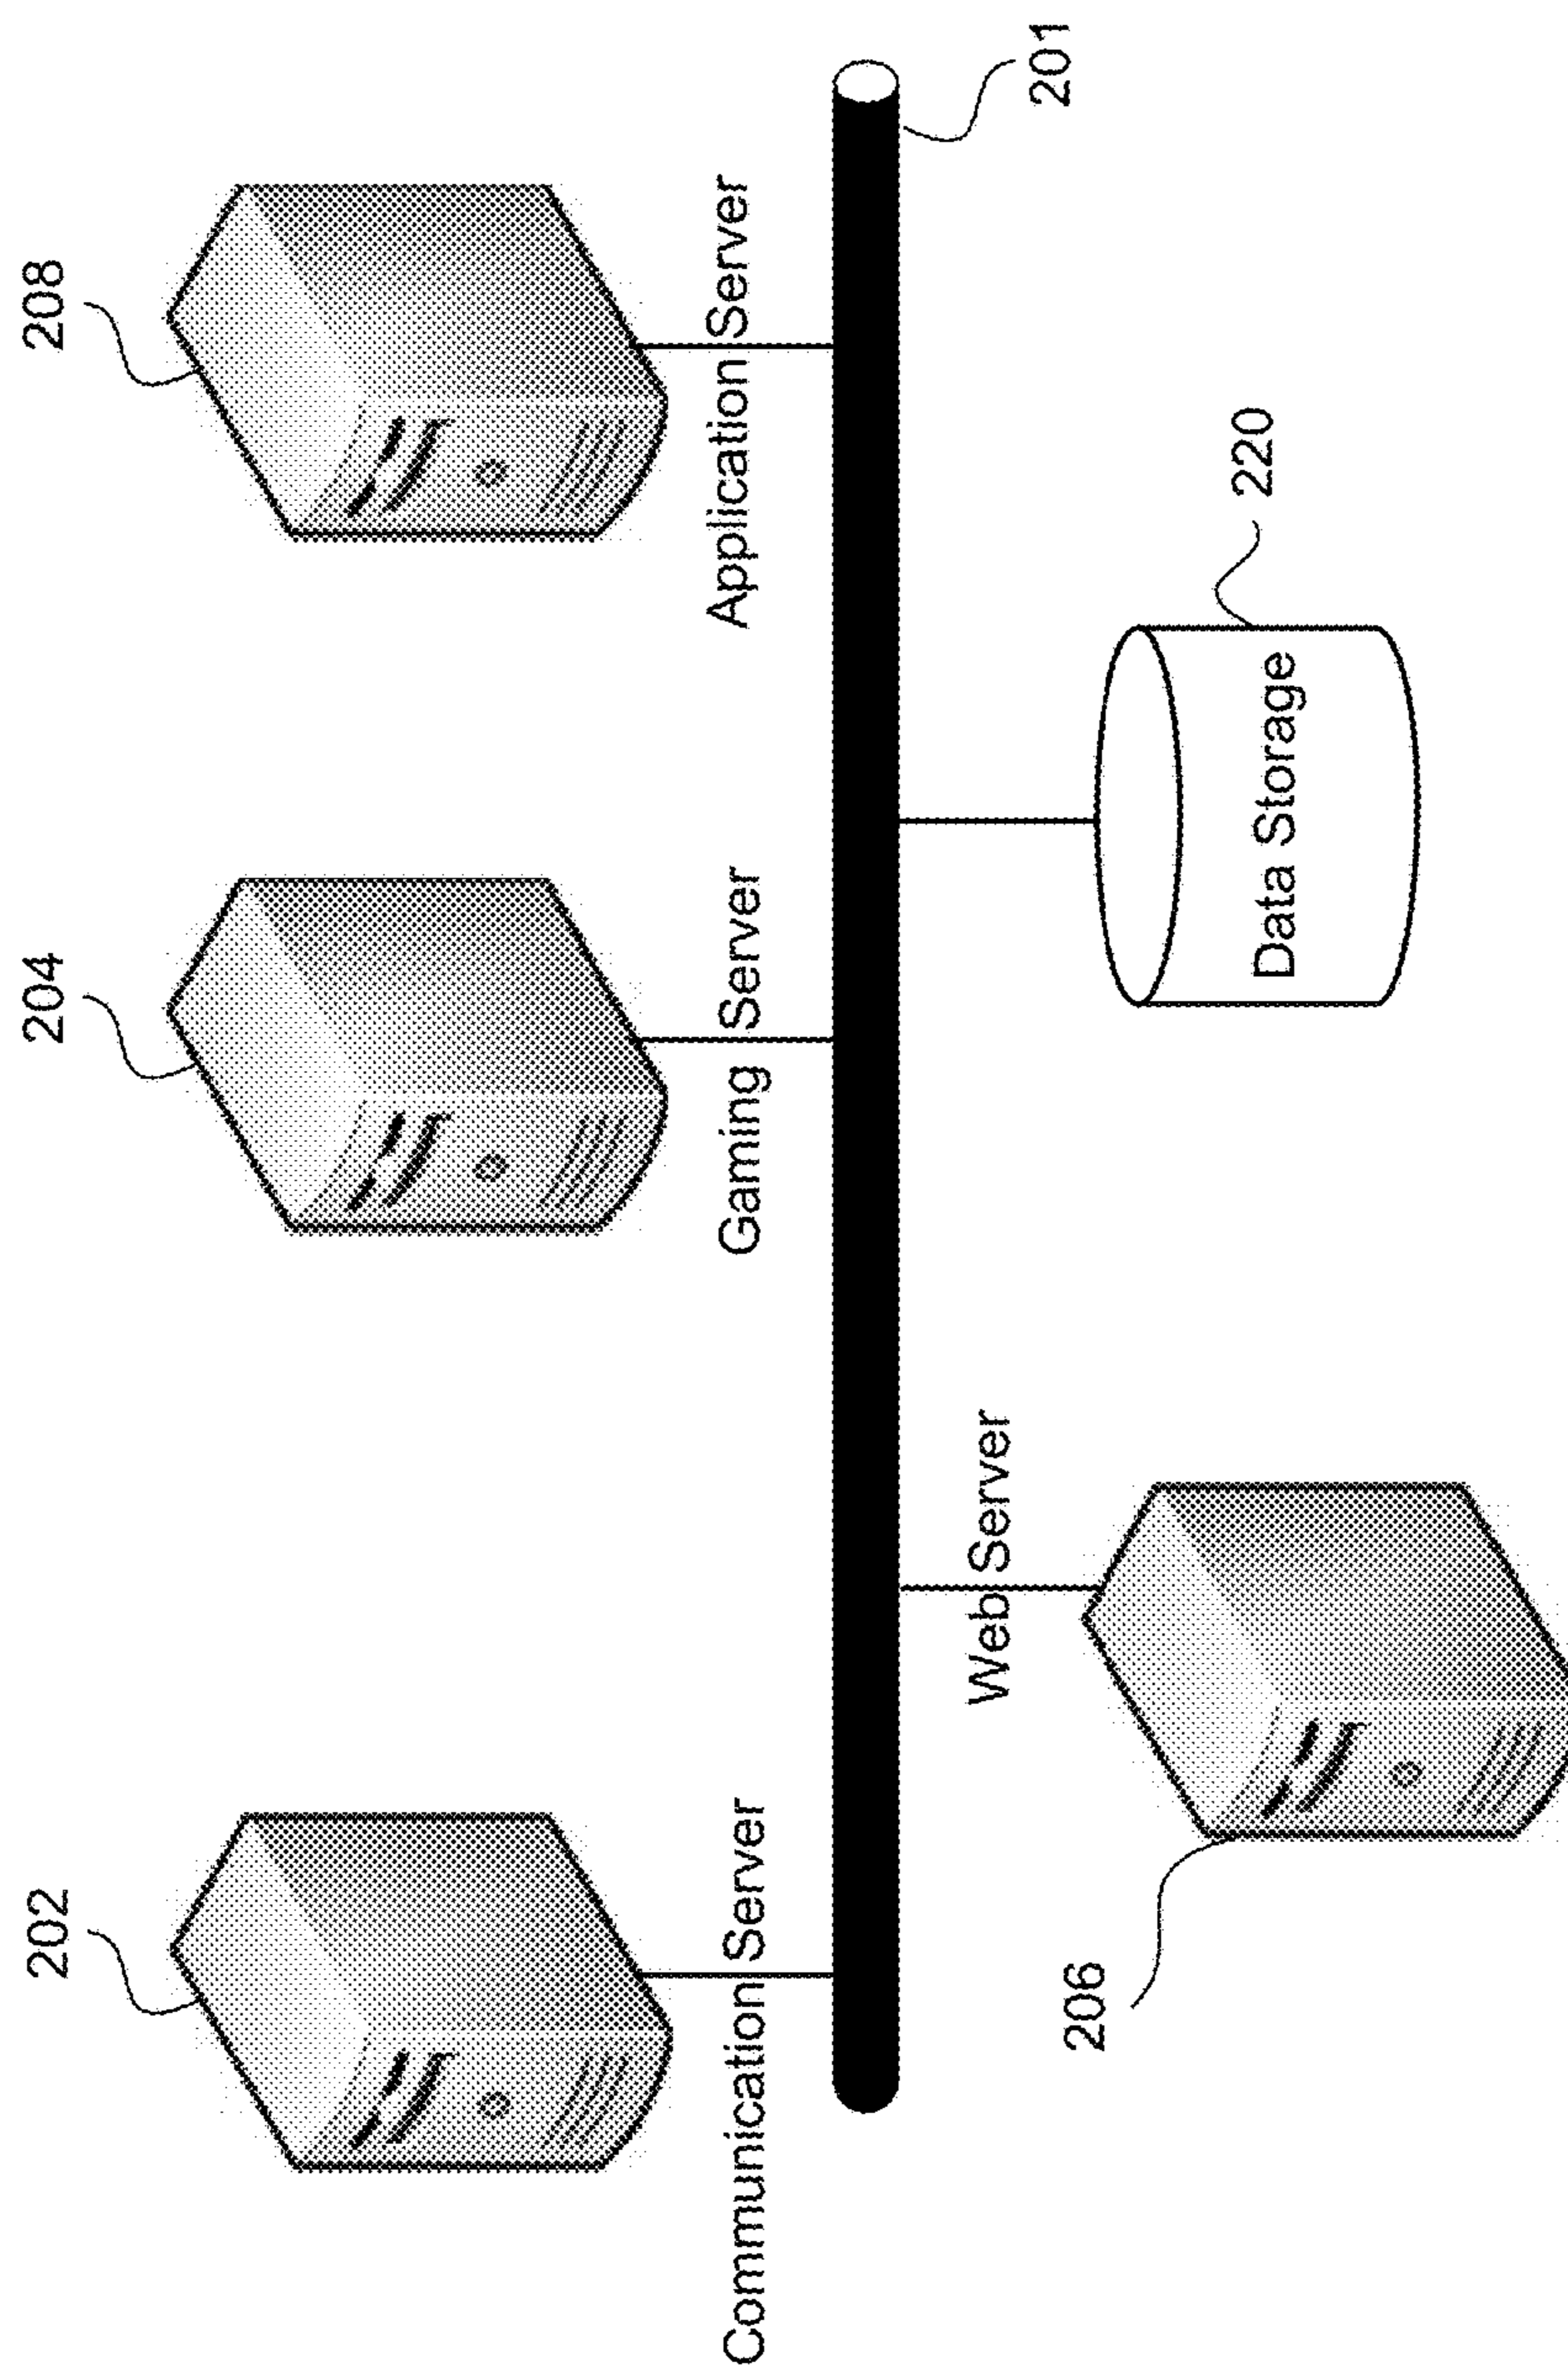 202
204
208
Communication Server
Gaming Server
Application Server
201
Web Server
206
220
Data Storage